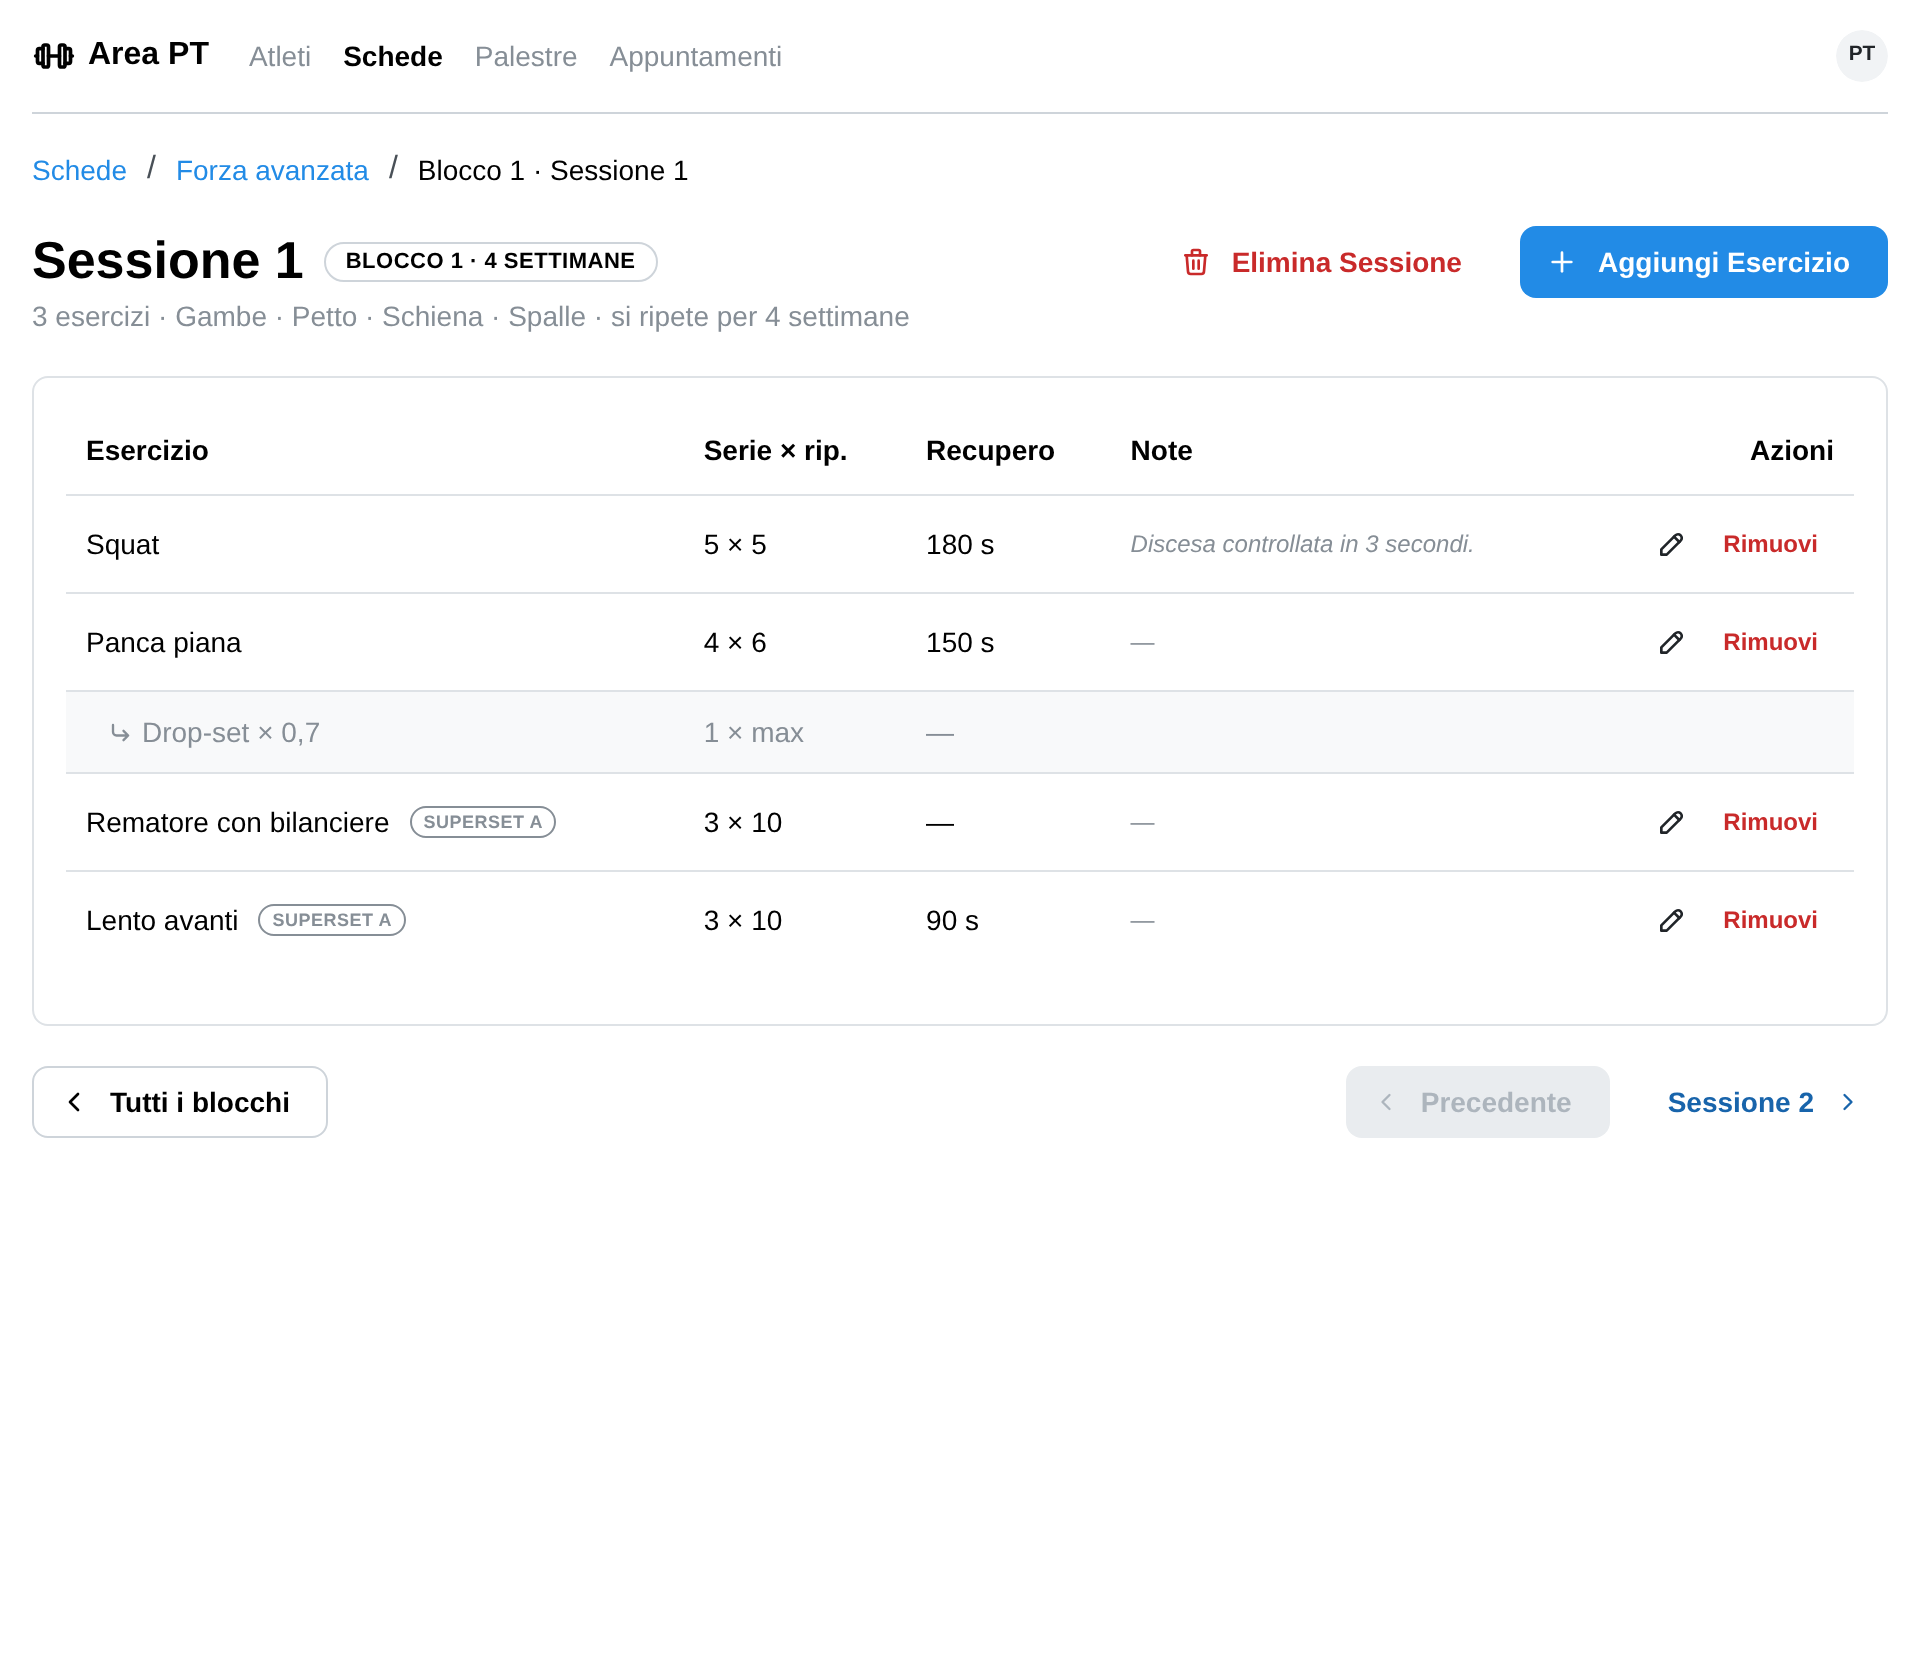 Area PT Atleti Schede Palestre Appuntamenti PT
Schede / Forza avanzata / Blocco 1 · Sessione 1
Sessione 1 BLOCCO 1 · 4 SETTIMANE Elimina Sessione Aggiungi Esercizio
3 esercizi · Gambe · Petto · Schiena · Spalle · si ripete per 4 settimane
Esercizio Serie × rip. Recupero Note Azioni
Squat 5 × 5 180 s Discesa controllata in 3 secondi. Rimuovi
Panca piana 4 × 6 150 s — Rimuovi
Drop-set × 0,7 1 × max —
Rematore con bilanciere SUPERSET A 3 × 10 — — Rimuovi
Lento avanti SUPERSET A 3 × 10 90 s — Rimuovi
Tutti i blocchi Precedente Sessione 2